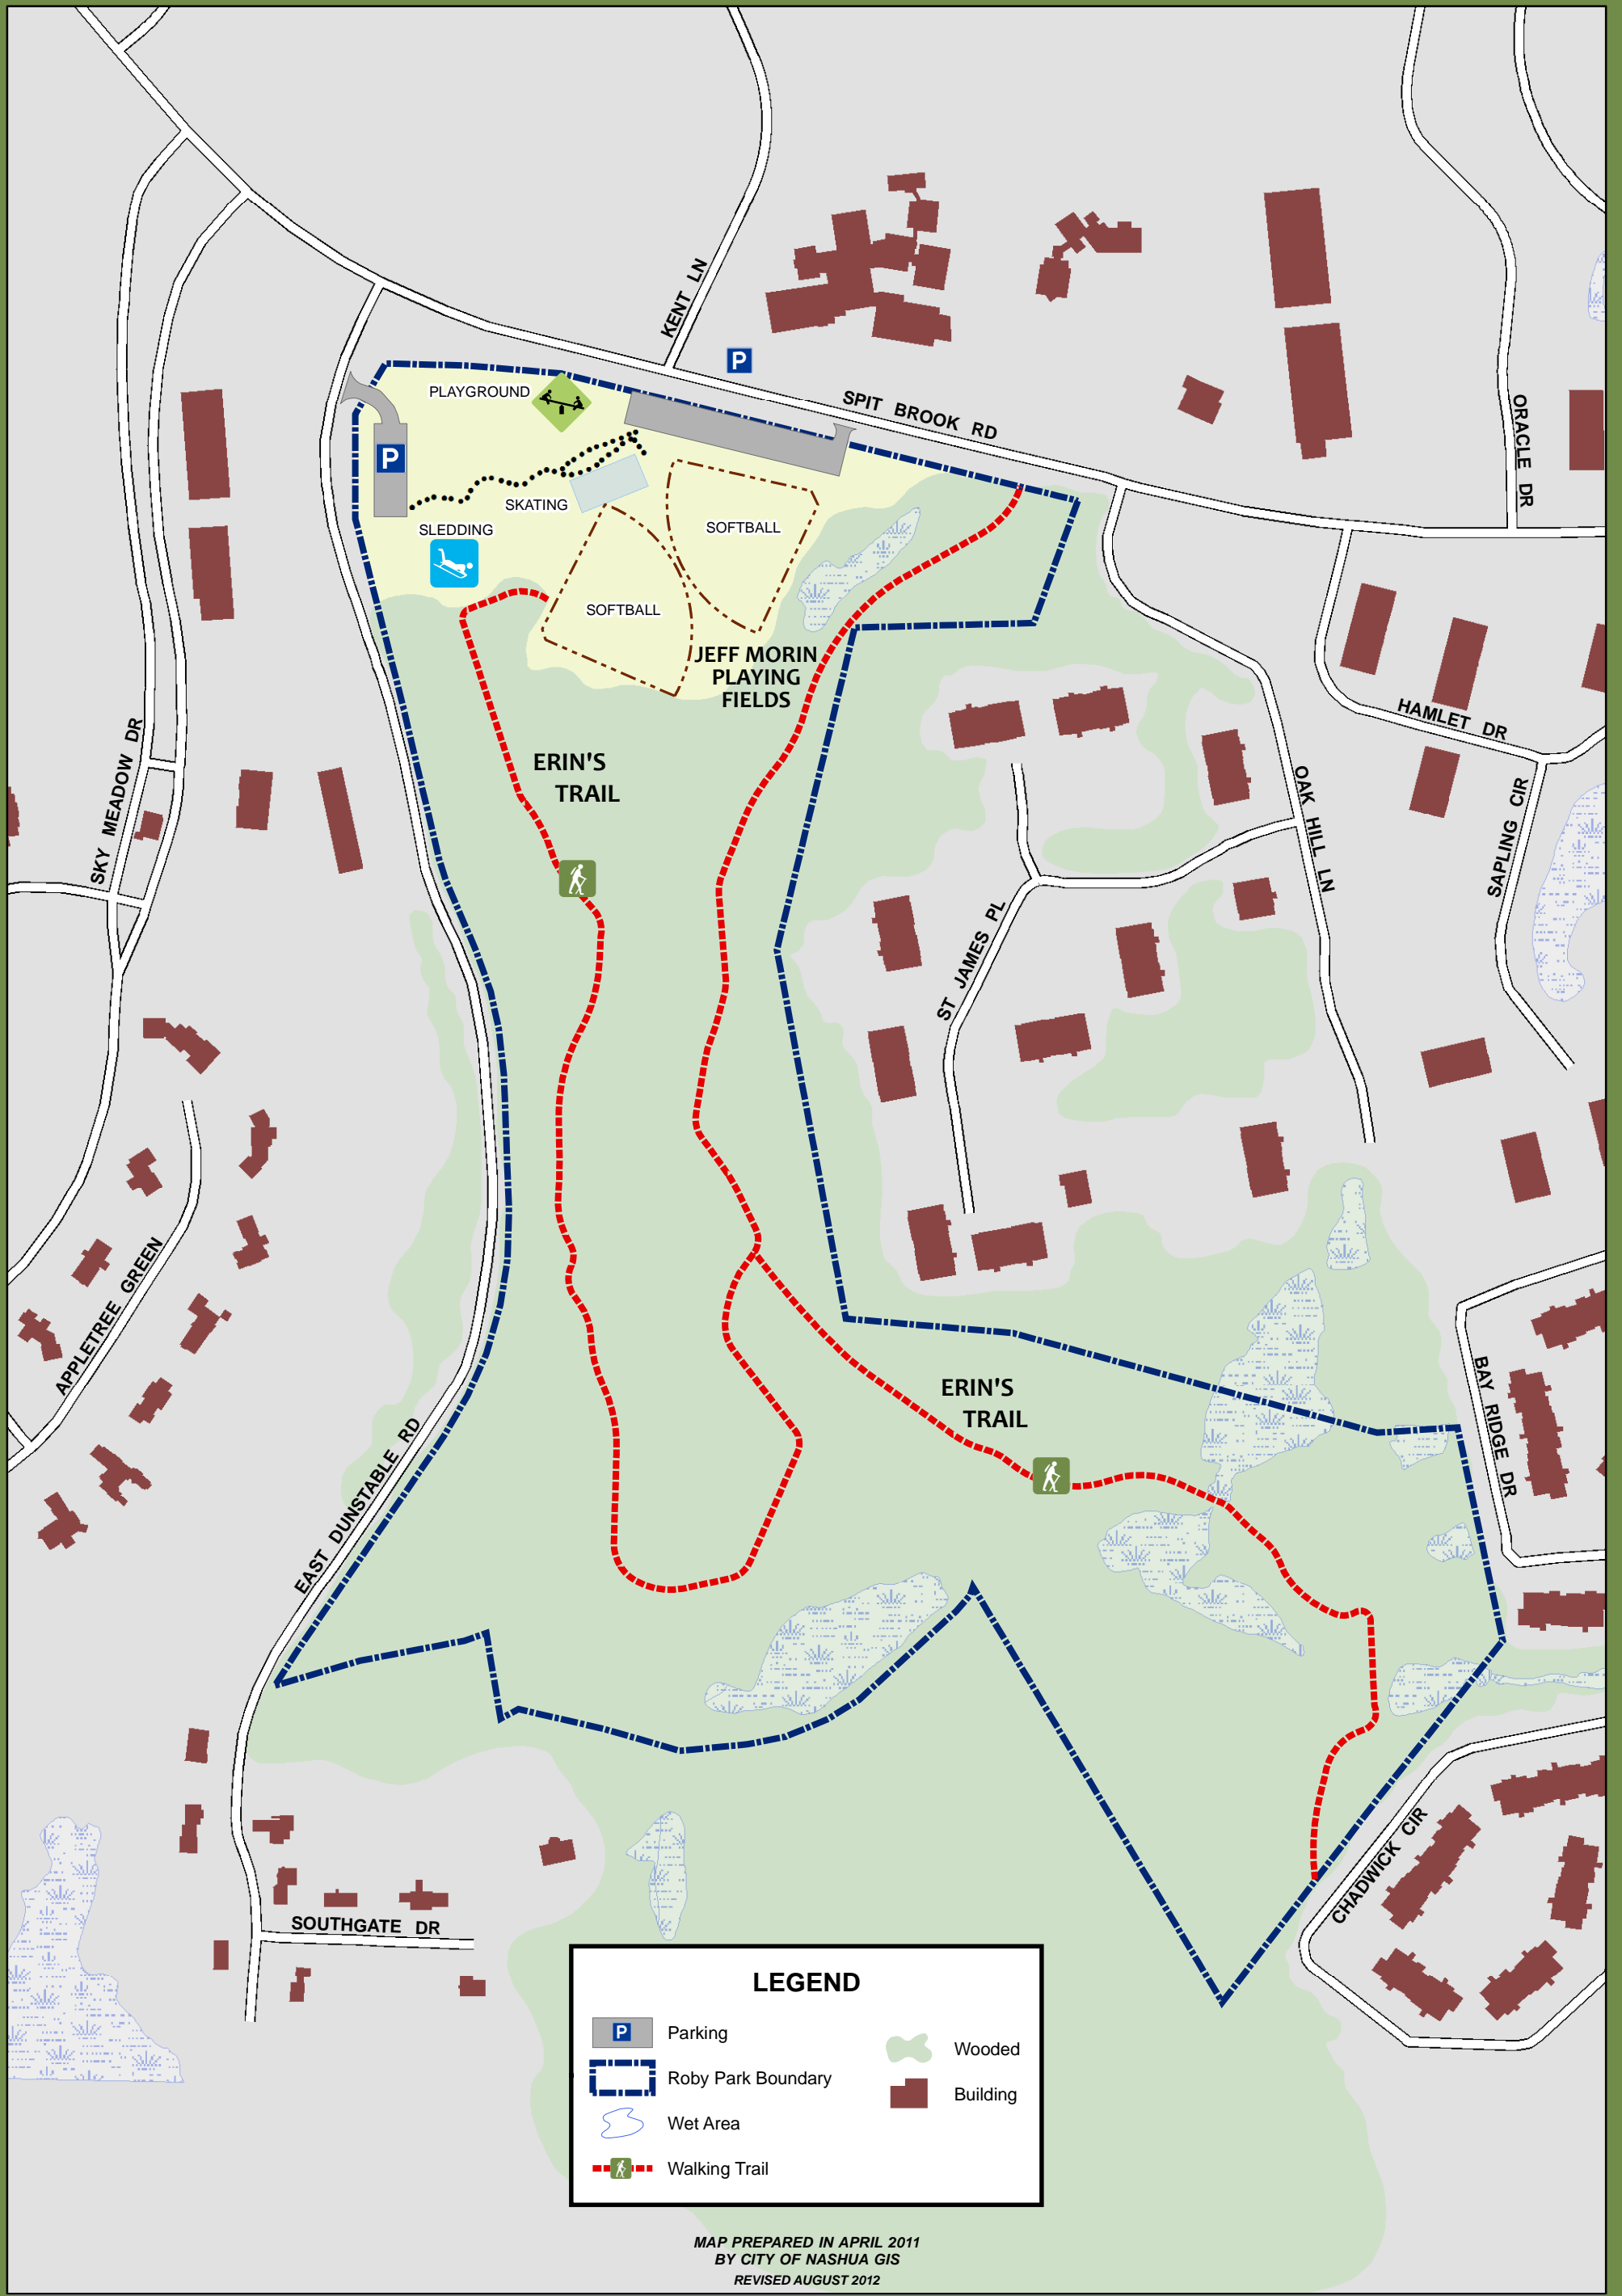 KENT LN
P
SPIT BROOK RD
PLAYGROUND
ORACLE DR
P
SKATING
SLEDDING
SOFTBALL
SOFTBALL
JEFF MORIN
PLAYING
FIELDS
HAMLET DR
SKY MEADOW DR
ERIN'S
TRAIL
OAK HILL LN
SAPLING CIR
ST JAMES PL
APPLETREE GREEN
ERIN'S
TRAIL
BAY RIDGE DR
EAST DUNSTABLE RD
CHADWICK CIR
SOUTHGATE DR
LEGEND
P Parking
Roby Park Boundary
Wet Area
Walking Trail
Wooded
Building
MAP PREPARED IN APRIL 2011
BY CITY OF NASHUA GIS
REVISED AUGUST 2012